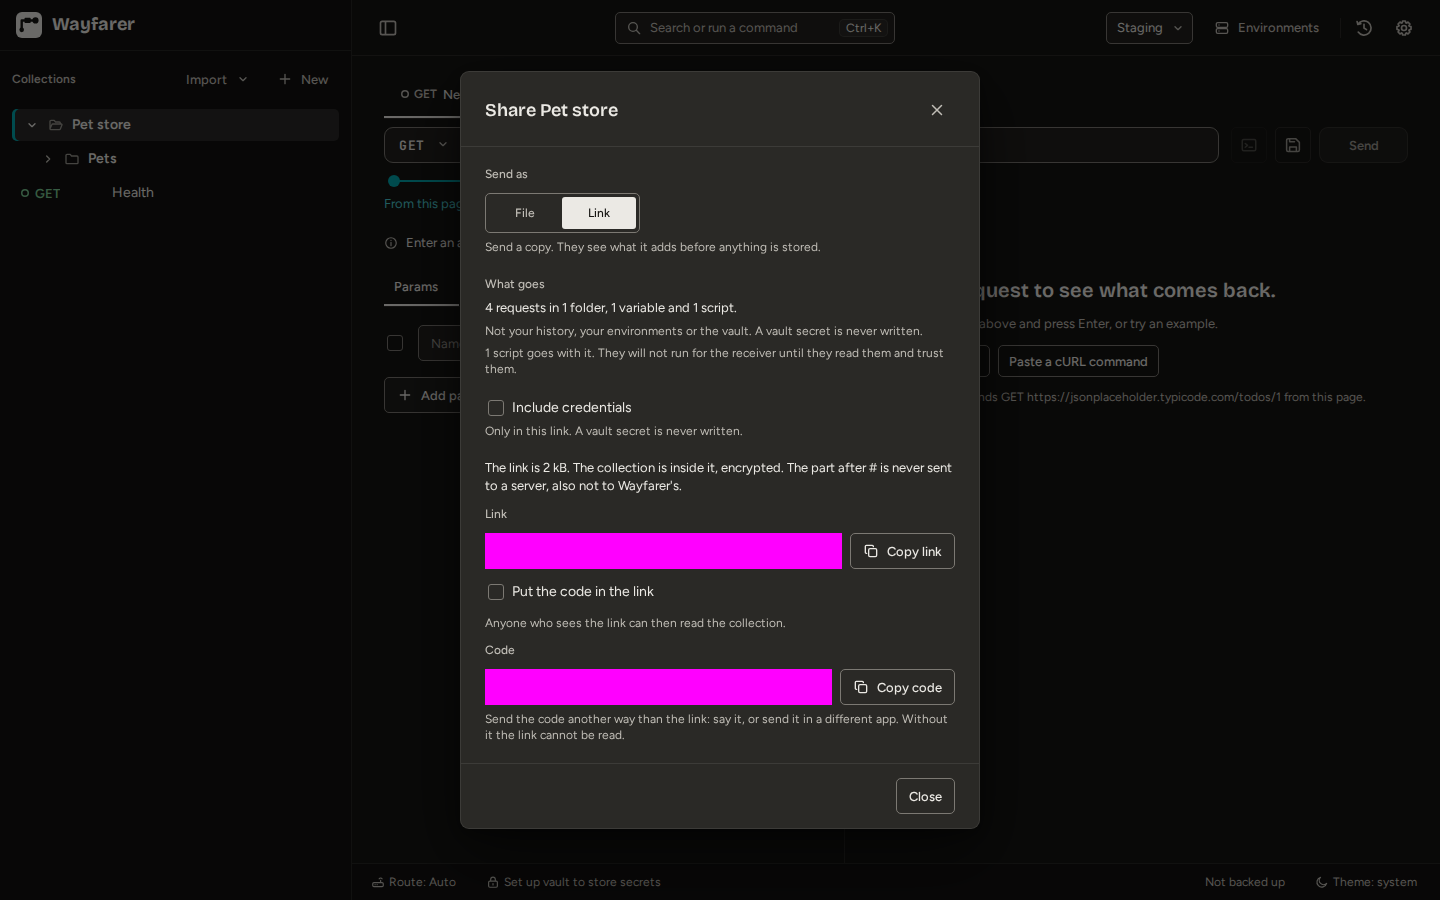 Wayfarer
Search or run a command
Ctrl+K
Staging
Environments
Collections
Import
New
Pet store
Pets
GET
Health
GET
GET
From this
Enter an
Params
Add
Send
Share Pet store
Send as
File
Link
Send a copy. They see what it adds before anything is stored.
What goes
4 requests in 1 folder, 1 variable and 1 script.
Not your history, your environments or the vault. A vault secret is never written.
1 script goes with it. They will not run for the receiver until they read them and trust
them.
Include credentials
Only in this link. A vault secret is never written.
The link is 2 kB. The collection is inside it, encrypted. The part after # is never sent
to a server, also not to Wayfarer's.
Link
Copy link
Put the code in the link
Anyone who sees the link can then read the collection.
Code
Copy code
Send the code another way than the link: say it, or send it in a different app. Without
it the link cannot be read.
Close
to see what comes back.
above and press Enter, or try an example.
Paste a cURL command
GET https://jsonplaceholder.typicode.com/todos/1 from this page.
Route: Auto
Set up vault to store secrets
Not backed up
Theme: system